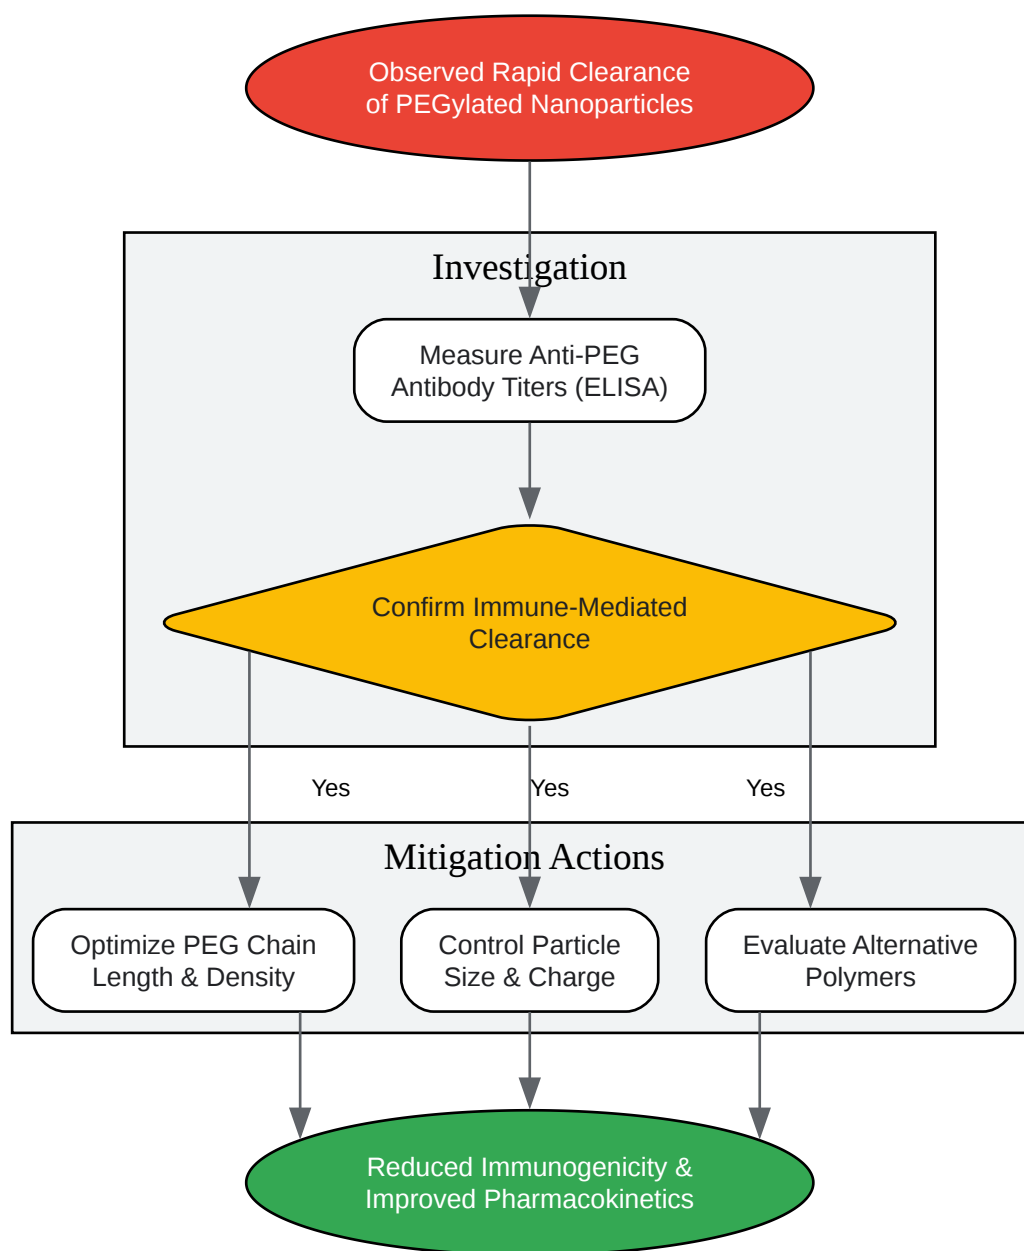 Observed Rapid Clearance
of PEGylated Nanoparticles
Investigation
Measure Anti-PEG
Antibody Titers (ELISA)
Confirm Immune-Mediated
Clearance
Yes
Yes
Yes
Mitigation Actions
Optimize PEG Chain
Length & Density
Control Particle
Size & Charge
Evaluate Alternative
Polymers
Reduced Immunogenicity &
Improved Pharmacokinetics